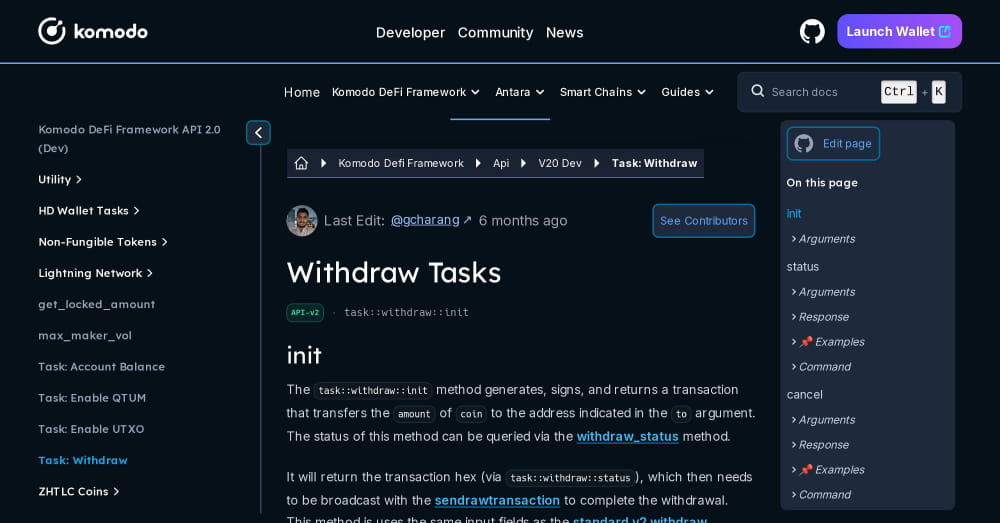 komodo
Developer Community News
Launch Wallet
Home Komodo DeFi Framework Antara Smart Chains Guides
Search docs Ctrl + K
Komodo DeFi Framework API 2.0
(Dev)
Utility
HD Wallet Tasks
Non-Fungible Tokens
Lightning Network
get_locked_amount
max_maker_vol
Task: Account Balance
Task: Enable QTUM
Task: Enable UTXO
Task: Withdraw
ZHTLC Coins
Komodo Defi Framework Api V20 Dev Task: Withdraw
Last Edit: @gcharang ↗ 6 months ago
See Contributors
Withdraw Tasks
API-v2 · task::withdraw::init
init
The task::withdraw::init method generates, signs, and returns a transaction
that transfers the amount of coin to the address indicated in the to argument.
The status of this method can be queried via the withdraw_status method.
It will return the transaction hex (via task::withdraw::status), which then needs
to be broadcast with the sendrawtransaction to complete the withdrawal.
This method is uses the same input fields as the standard v2 withdraw
Edit page
On this page
init
Arguments
status
Arguments
Response
📌 Examples
Command
cancel
Arguments
Response
📌 Examples
Command